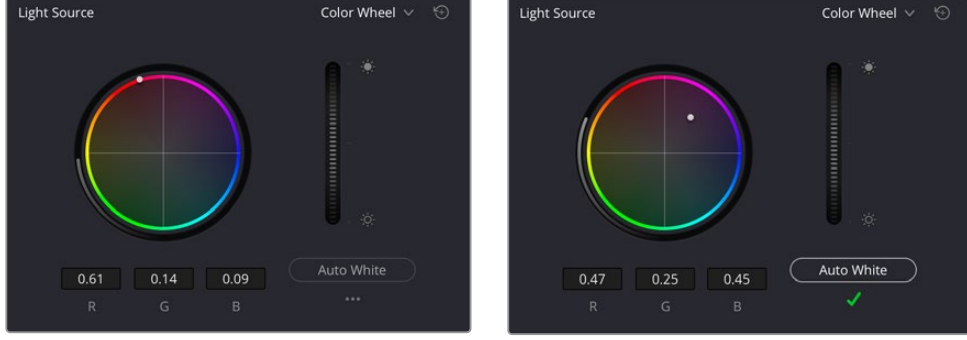 Light Source Color Wheel
Auto White
0.61 0.14 0.09
R G B
Light Source Color Wheel
Auto White
0.47 0.25 0.45
R G B